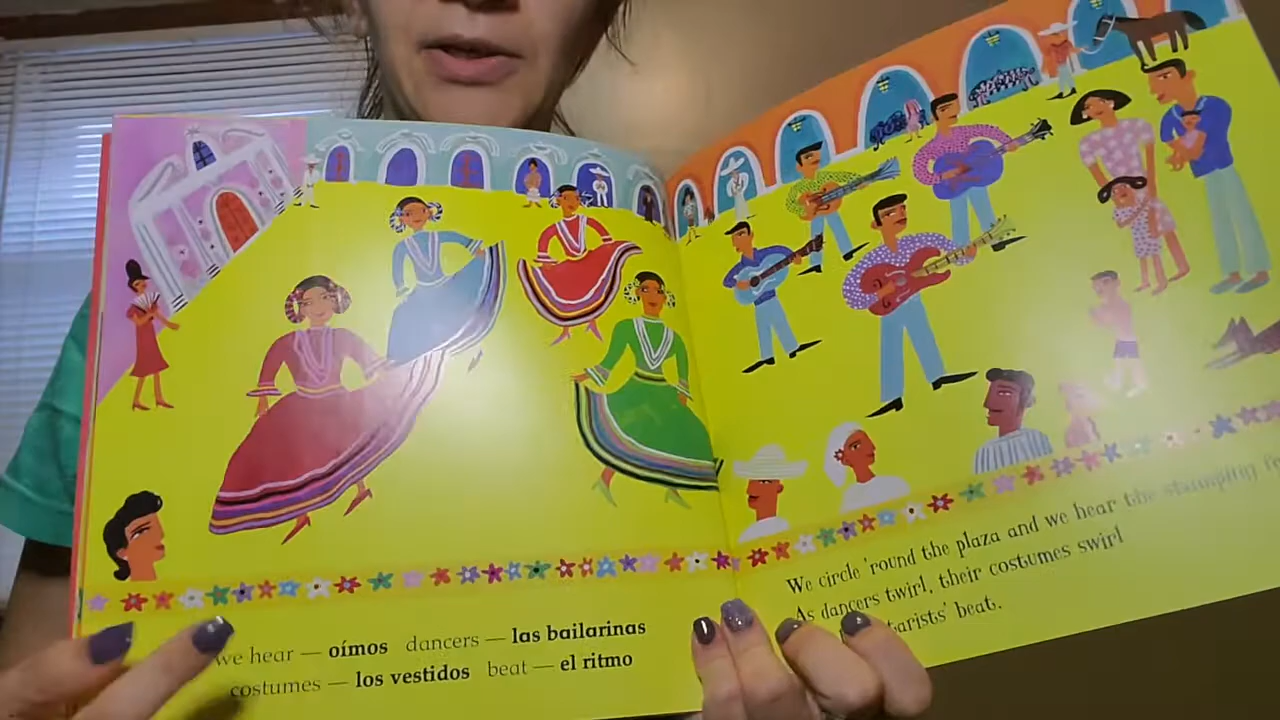 we hear — oímos dancers — las bailarinas
costumes — los vestidos beat — el ritmo
We circle 'round the plaza and we hear the stamping
As dancers twirl, their costumes swirl
beat.